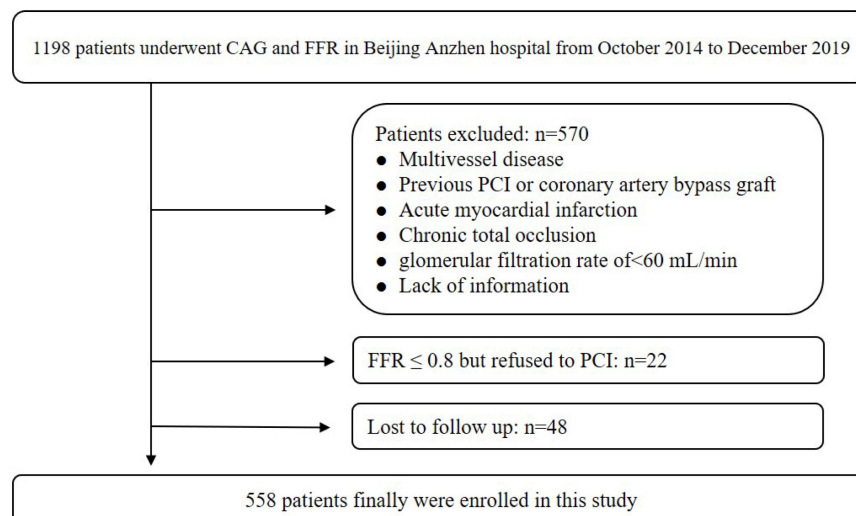 1198 patients underwent CAG and FFR in Beijing Anzhen hospital from October 2014 to December 2019
Patients excluded: n=570
● Multivessel disease
● Previous PCI or coronary artery bypass graft
● Acute myocardial infarction
● Chronic total occlusion
● glomerular filtration rate of<60 mL/min
● Lack of information
FFR ≤ 0.8 but refused to PCI: n=22
Lost to follow up: n=48
558 patients finally were enrolled in this study